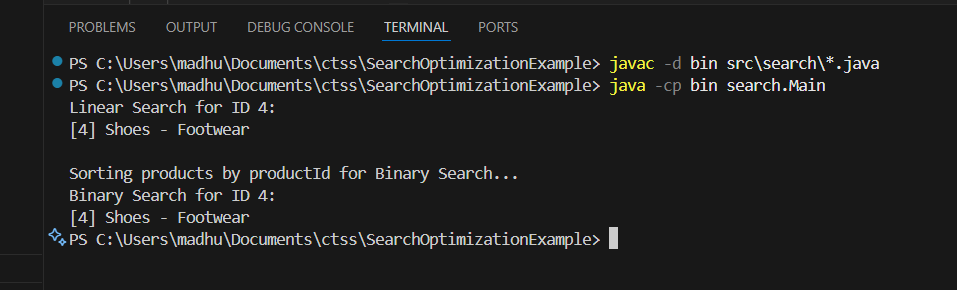 PROBLEMS OUTPUT DEBUG CONSOLE TERMINAL PORTS
PS C:\Users\madhu\Documents\ctss\SearchOptimizationExample> javac -d bin src\search\*.java
PS C:\Users\madhu\Documents\ctss\SearchOptimizationExample> java -cp bin search.Main
Linear Search for ID 4:
[4] Shoes - Footwear
Sorting products by productId for Binary Search...
Binary Search for ID 4:
[4] Shoes - Footwear
PS C:\Users\madhu\Documents\ctss\SearchOptimizationExample>